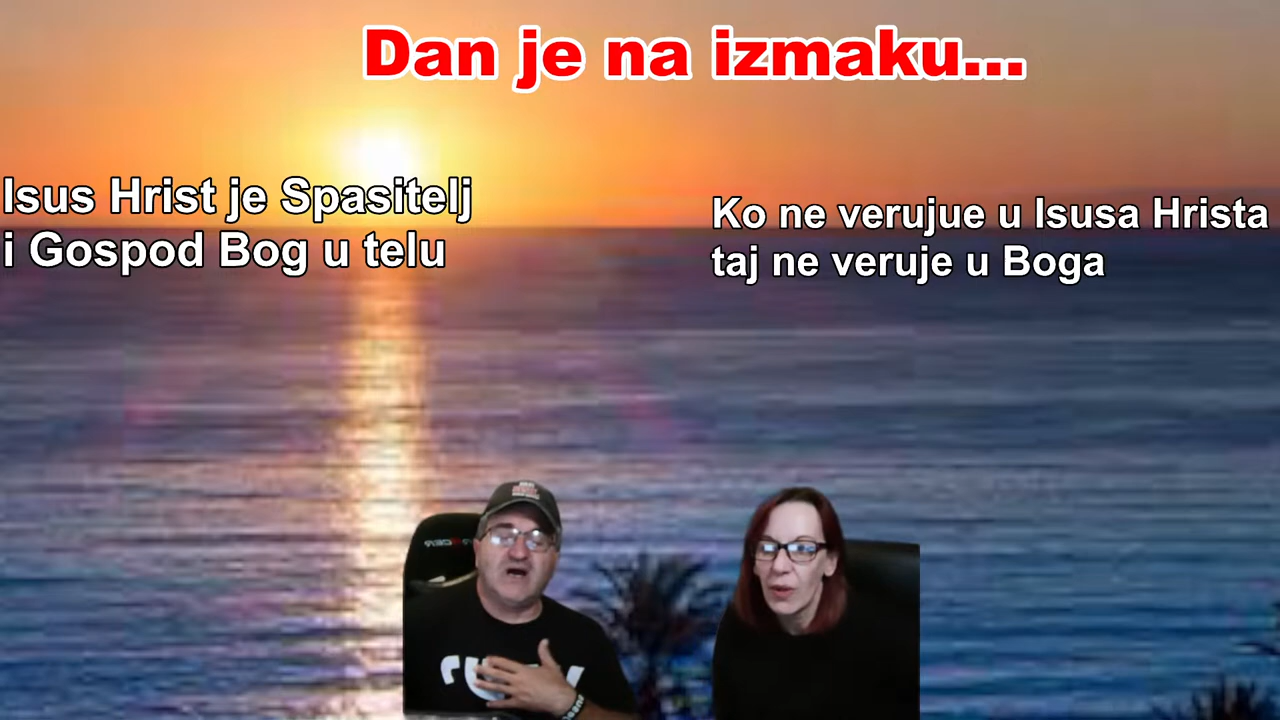 Dan je na izmaku...
Isus Hrist je Spasitelj
i Gospod Bog u telu
Ko ne verujue u Isusa Hrista
taj ne veruje u Boga